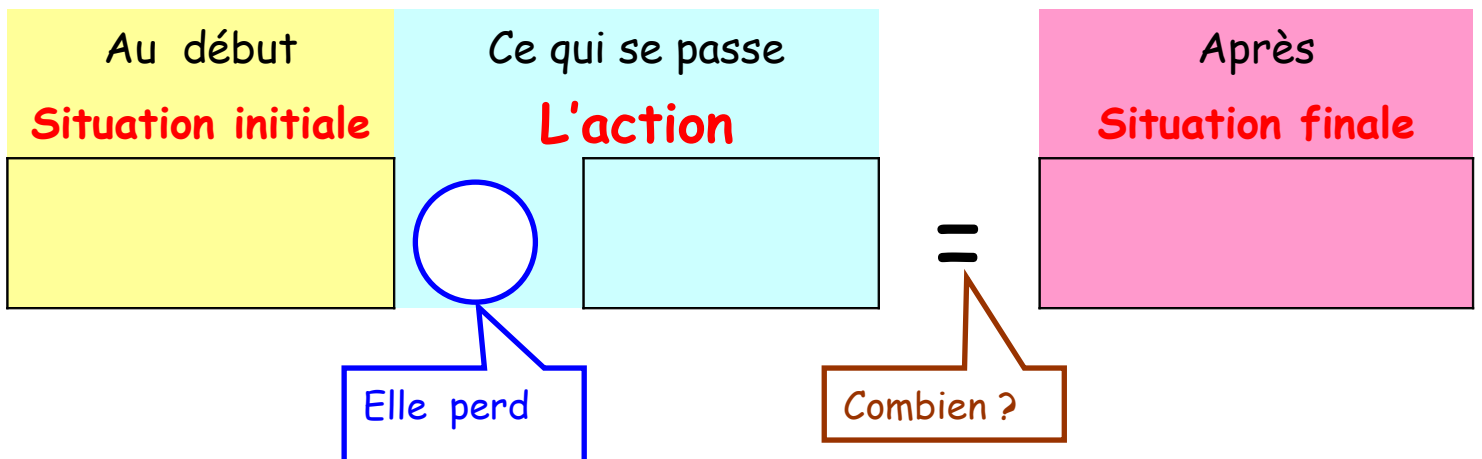 Au début
Situation initiale
Ce qui se passe
L'action
Après
Situation finale
=
Elle perd
Combien ?